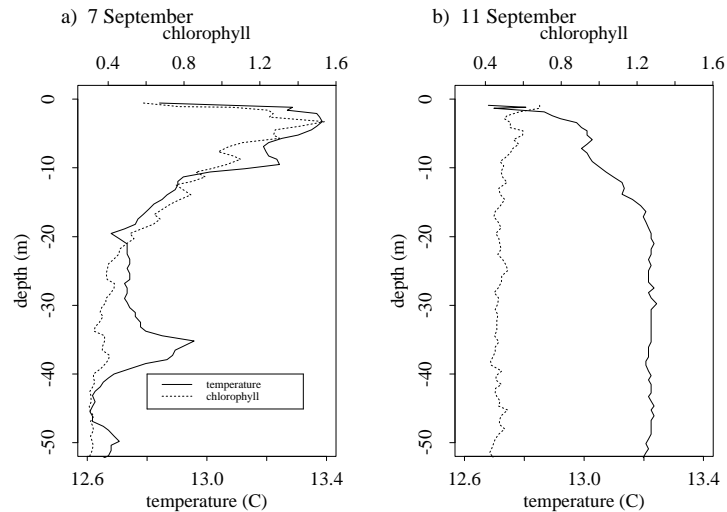 a) 7 September
chlorophyll
0.4 0.8 1.2 1.6
0
-10
-20
-30
-40
-50
depth (m)
temperature
chlorophyll
12.6 13.0 13.4
temperature (C)
b) 11 September
chlorophyll
0.4 0.8 1.2 1.6
0
-10
-20
-30
-40
-50
depth (m)
12.6 13.0 13.4
temperature (C)